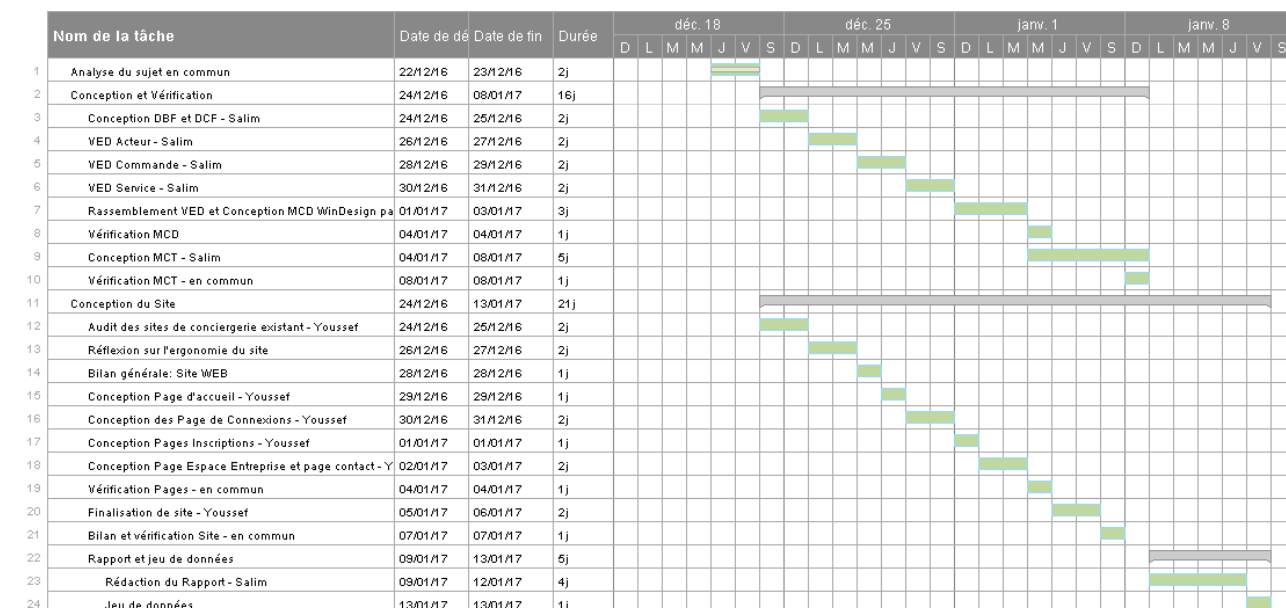 déc. 18 déc. 25 janv. 1 janv. 8
Nom de la tâche Date de dé Date de fin Durée
D L M M J V S D L M M J V S D L M M J V S D L M M J V S
1 Analyse du sujet en commun 22/12/16 23/12/16 2j
2 Conception et Vérification 24/12/16 08/01/17 16j
3 Conception DBF et DCF - Salim 24/12/16 25/12/16 2j
4 VED Acteur - Salim 26/12/16 27/12/16 2j
5 VED Commande - Salim 28/12/16 29/12/16 2j
6 VED Service - Salim 30/12/16 31/12/16 2j
7 Rassemblement VED et Conception MCD WinDesign pa 01/01/17 03/01/17 3j
8 Vérification MCD 04/01/17 04/01/17 1j
9 Conception MCT - Salim 04/01/17 08/01/17 5j
10 Vérification MCT - en commun 08/01/17 08/01/17 1j
11 Conception du Site 24/12/16 13/01/17 21j
12 Audit des sites de conciergerie existant - Youssef 24/12/16 25/12/16 2j
13 Réflexion sur l'ergonomie du site 26/12/16 27/12/16 2j
14 Bilan générale: Site WEB 28/12/16 28/12/16 1j
15 Conception Page d'accueil - Youssef 29/12/16 29/12/16 1j
16 Conception des Page de Connexions - Youssef 30/12/16 31/12/16 2j
17 Conception Pages Inscriptions - Youssef 01/01/17 01/01/17 1j
18 Conception Page Espace Entreprise et page contact - Y 02/01/17 03/01/17 2j
19 Vérification Pages - en commun 04/01/17 04/01/17 1j
20 Finalisation de site - Youssef 05/01/17 06/01/17 2j
21 Bilan et vérification Site - en commun 07/01/17 07/01/17 1j
22 Rapport et jeu de données 09/01/17 13/01/17 5j
23 Rédaction du Rapport - Salim 09/01/17 12/01/17 4j
24 Jeu de données 13/01/17 13/01/17 1j